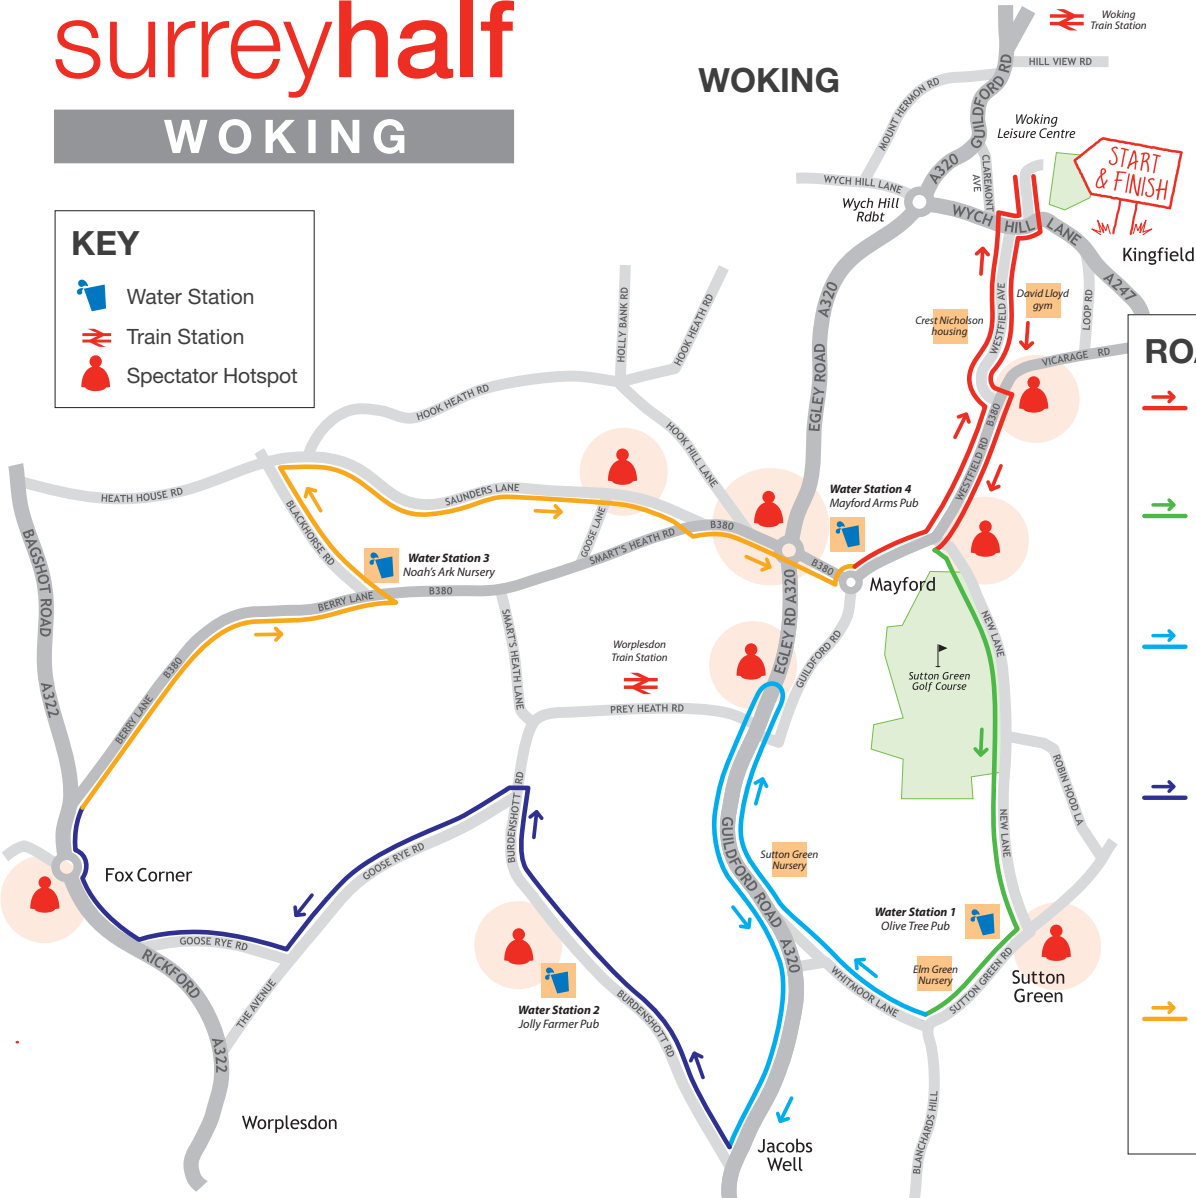 surreyhalf
WOKING
KEY
Water Station
Train Station
Spectator Hotspot
WOKING
Woking
Train Station
HILL VIEW RD
GUILDFORD RD
MOUNT HERMON RD
Woking
Leisure Centre
START
& FINISH
A320
CLAREMONT
AVE
WYCH HILL LANE
Wych Hill
Rdbt
WYCH HILL LANE
Kingfield
A247
LOOP RD
David Lloyd
gym
Crest Nicholson
housing
WESTFIELD AVE
VICARAGE RD
A320
EGLEY ROAD
HOLLY BANK RD
HOOK HEATH RD
HOOK HEATH RD
HOOK HILL LANE
B380
WESTFIELD RD
HEATH HOUSE RD
SAUNDERS LANE
BLACKHORSE RD
GOOSE LANE
SMART'S HEATH RD
B380
Water Station 4
Mayford Arms Pub
B380
Mayford
BAGSHOT ROAD
A322
Water Station 3
Noah's Ark Nursery
BERRY LANE
B380
B380
BERRY LANE
SMART'S HEATH LANE
EGLEY RD A320
GUILDFORD RD
NEW LANE
Worplesdon
Train Station
PREY HEATH RD
Sutton Green
Golf Course
ROBIN HOOD LA
NEW LANE
BURDENSHOTT RD
GOOSE RYE RD
Fox Corner
GOOSE RYE RD
RICKFORD
THE AVENUE
A322
Worplesdon
GUILDFORD ROAD
A320
Sutton Green
Nursery
Water Station 1
Olive Tree Pub
Elm Green
Nursery
SUTTON GREEN RD
Sutton
Green
WHITMOOR LANE
Water Station 2
Jolly Farmer Pub
BURDENSHOTT RD
BLANCHARDS HILL
Jacobs
Well
ROA